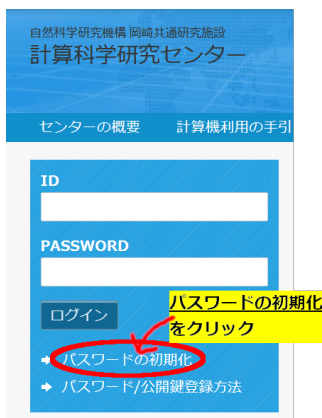 自然科学研究機構 岡崎共通研究施設
計算科学研究センター
センターの概要 計算機利用の手引
ID
PASSWORD
ログイン
パスワードの初期化
をクリック
パスワードの初期化
パスワード/公開鍵登録方法